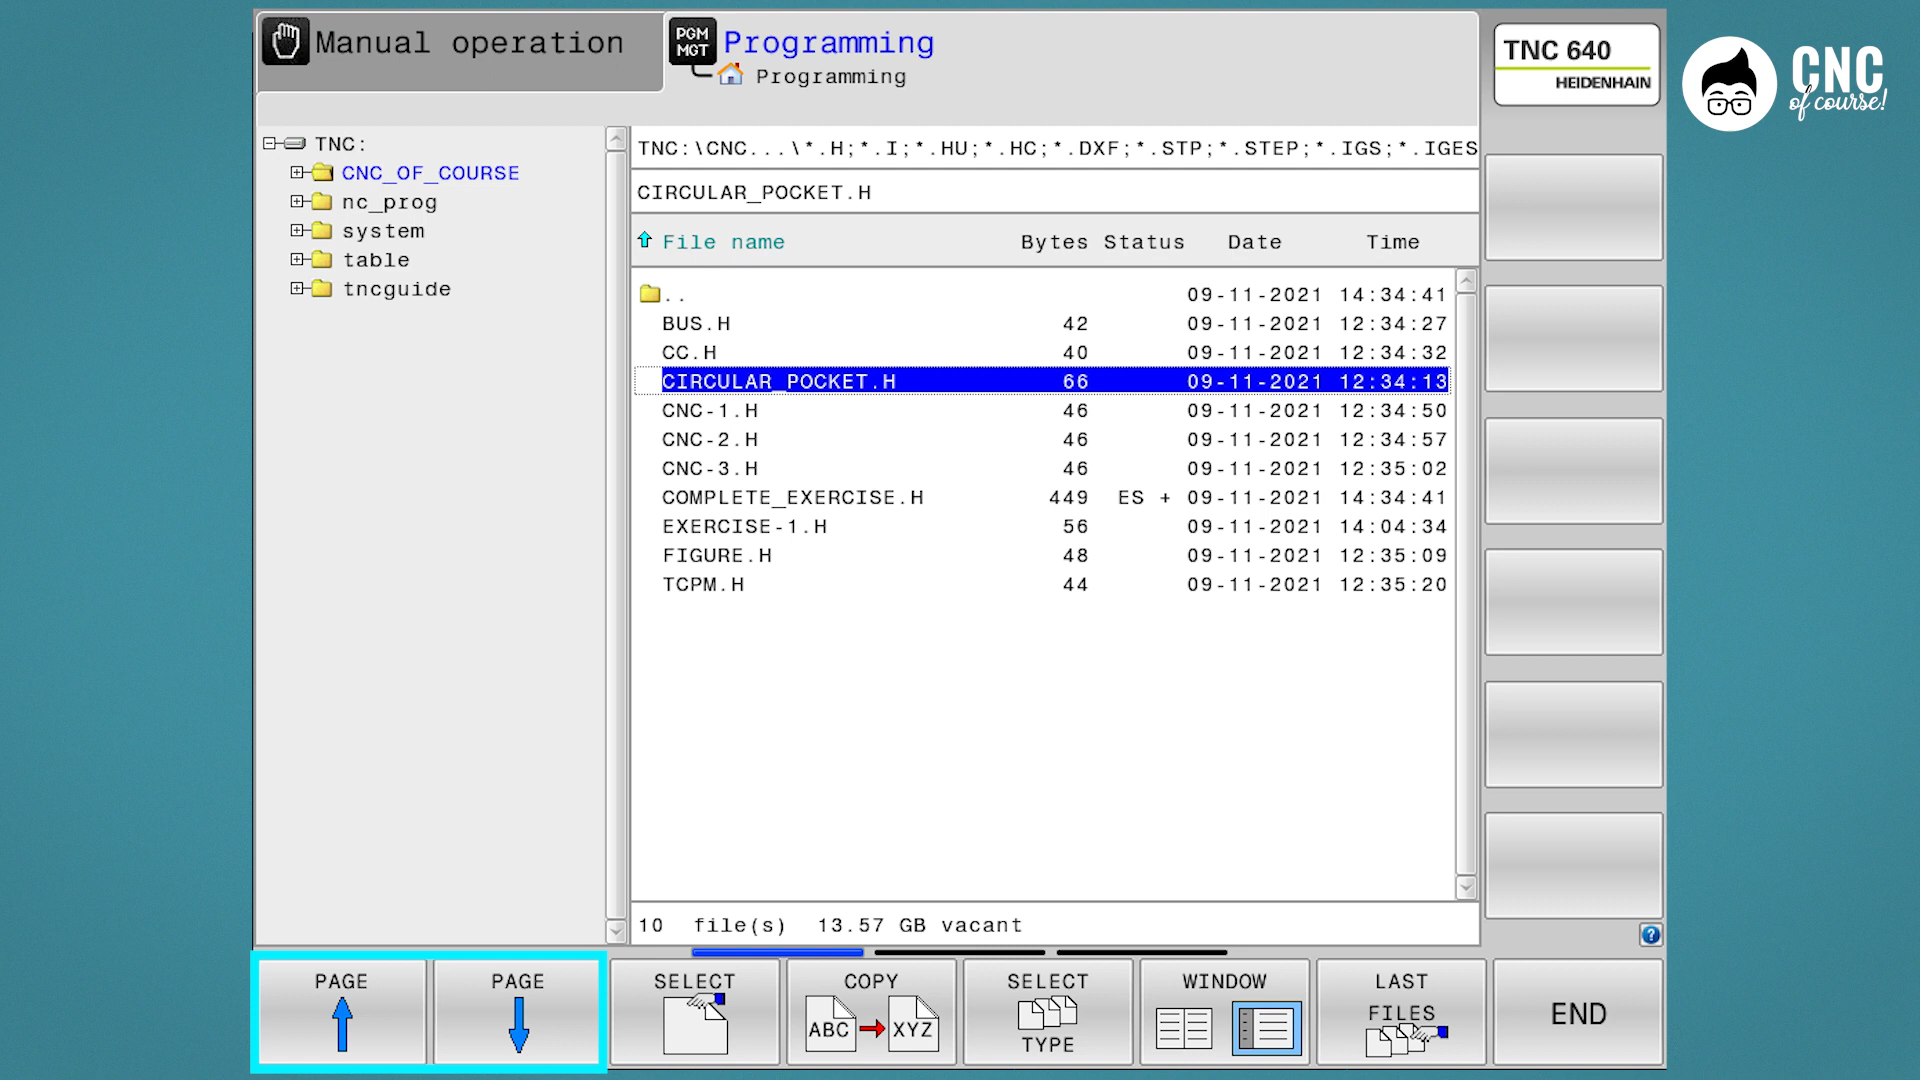 Manual operation
PGM
MGT
Programming
Programming
TNC 640
HEIDENHAIN
CNC
of course!
TNC:
CNC_OF_COURSE
nc_prog
system
table
tncguide
TNC:\CNC...\*.H;*.I;*.HU;*.HC;*.DXF;*.STP;*.STEP;*.IGS;*.IGES
CIRCULAR_POCKET.H
File name Bytes Status Date Time
.. 09-11-2021 14:34:41
BUS.H 42 09-11-2021 12:34:27
CC.H 40 09-11-2021 12:34:32
CIRCULAR_POCKET.H 66 09-11-2021 12:34:13
CNC-1.H 46 09-11-2021 12:34:50
CNC-2.H 46 09-11-2021 12:34:57
CNC-3.H 46 09-11-2021 12:35:02
COMPLETE_EXERCISE.H 449 ES + 09-11-2021 14:34:41
EXERCISE-1.H 56 09-11-2021 14:04:34
FIGURE.H 48 09-11-2021 12:35:09
TCPM.H 44 09-11-2021 12:35:20
10 file(s) 13.57 GB vacant
?
PAGE
PAGE
SELECT
COPY
ABC XYZ
SELECT
TYPE
WINDOW
LAST
FILES
END